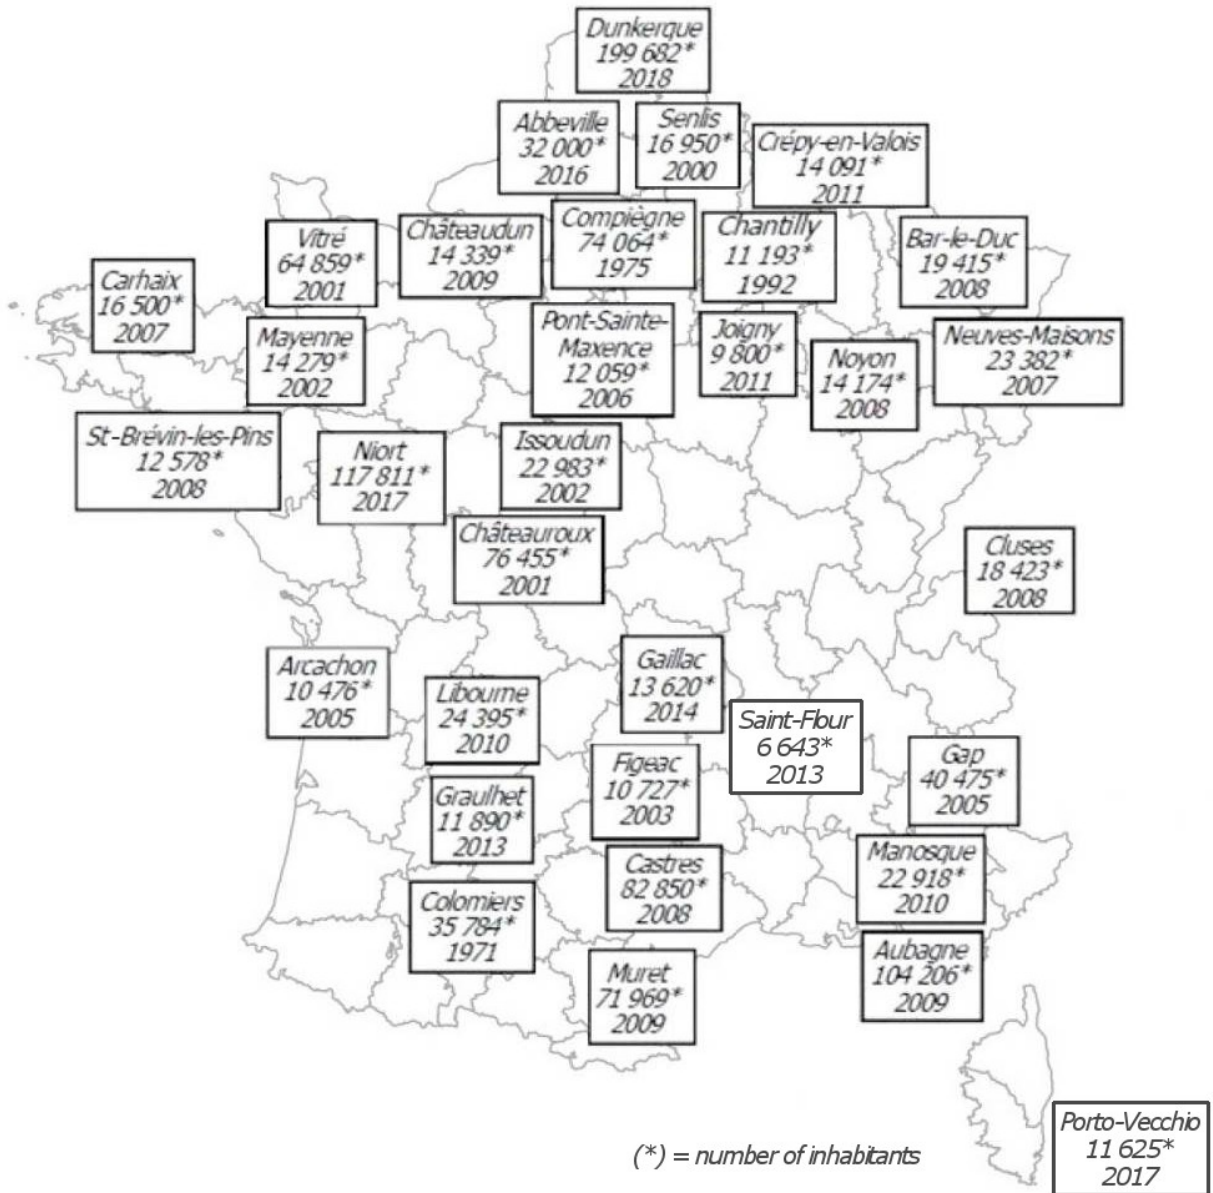 Dunkerque
199 682*
2018
Abbeville
32 000*
2016
Senlis
16 950*
2000
Crépy-en-Valois
14 091*
2011
Vitré
64 859*
2001
Châteaudun
14 339*
2009
Compiègne
74 064*
1975
Chantilly
11 193*
1992
Bar-le-Duc
19 415*
2008
Carhaix
16 500*
2007
Mayenne
14 279*
2002
Pont-Sainte-
Maxence
12 059*
2006
Joigny
9 800*
2011
Noyon
14 174*
2008
Neuves-Maisons
23 382*
2007
St-Brévin-les-Pins
12 578*
2008
Niort
117 811*
2017
Issoudun
22 983*
2002
Châteauroux
76 455*
2001
Cluses
18 423*
2008
Arcachon
10 476*
2005
Libourne
24 395*
2010
Gaillac
13 620*
2014
Saint-Flour
6 643*
2013
Gap
40 475*
2005
Graulhet
11 890*
2013
Figeac
10 727*
2003
Manosque
22 918*
2010
Castres
82 850*
2008
Colomiers
35 784*
1971
Aubagne
104 206*
2009
Muret
71 969*
2009
Porto-Vecchio
11 625*
2017
(*) = number of inhabitants